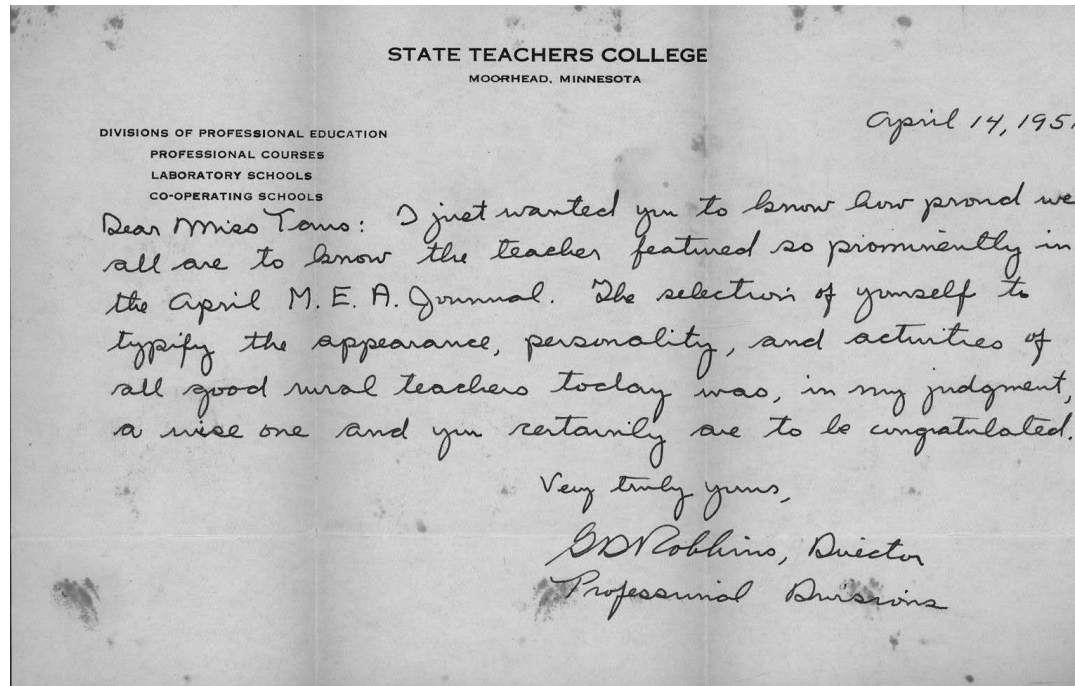 STATE TEACHERS COLLEGE
MOORHEAD, MINNESOTA
April 14, 195
DIVISIONS OF PROFESSIONAL EDUCATION
PROFESSIONAL COURSES
LABORATORY SCHOOLS
CO-OPERATING SCHOOLS
Dear Miss : I just wanted you to know how proud we
all are to know the teacher featured so prominently in
the April M. E. A. Journal. The selection of yourself to
typify the appearance, personality, and activities of
all good rural teachers today was, in my judgment,
a wise one and you certainly are to be congratulated.
Very truly yours,
Robbins, Director
Professional Divisions